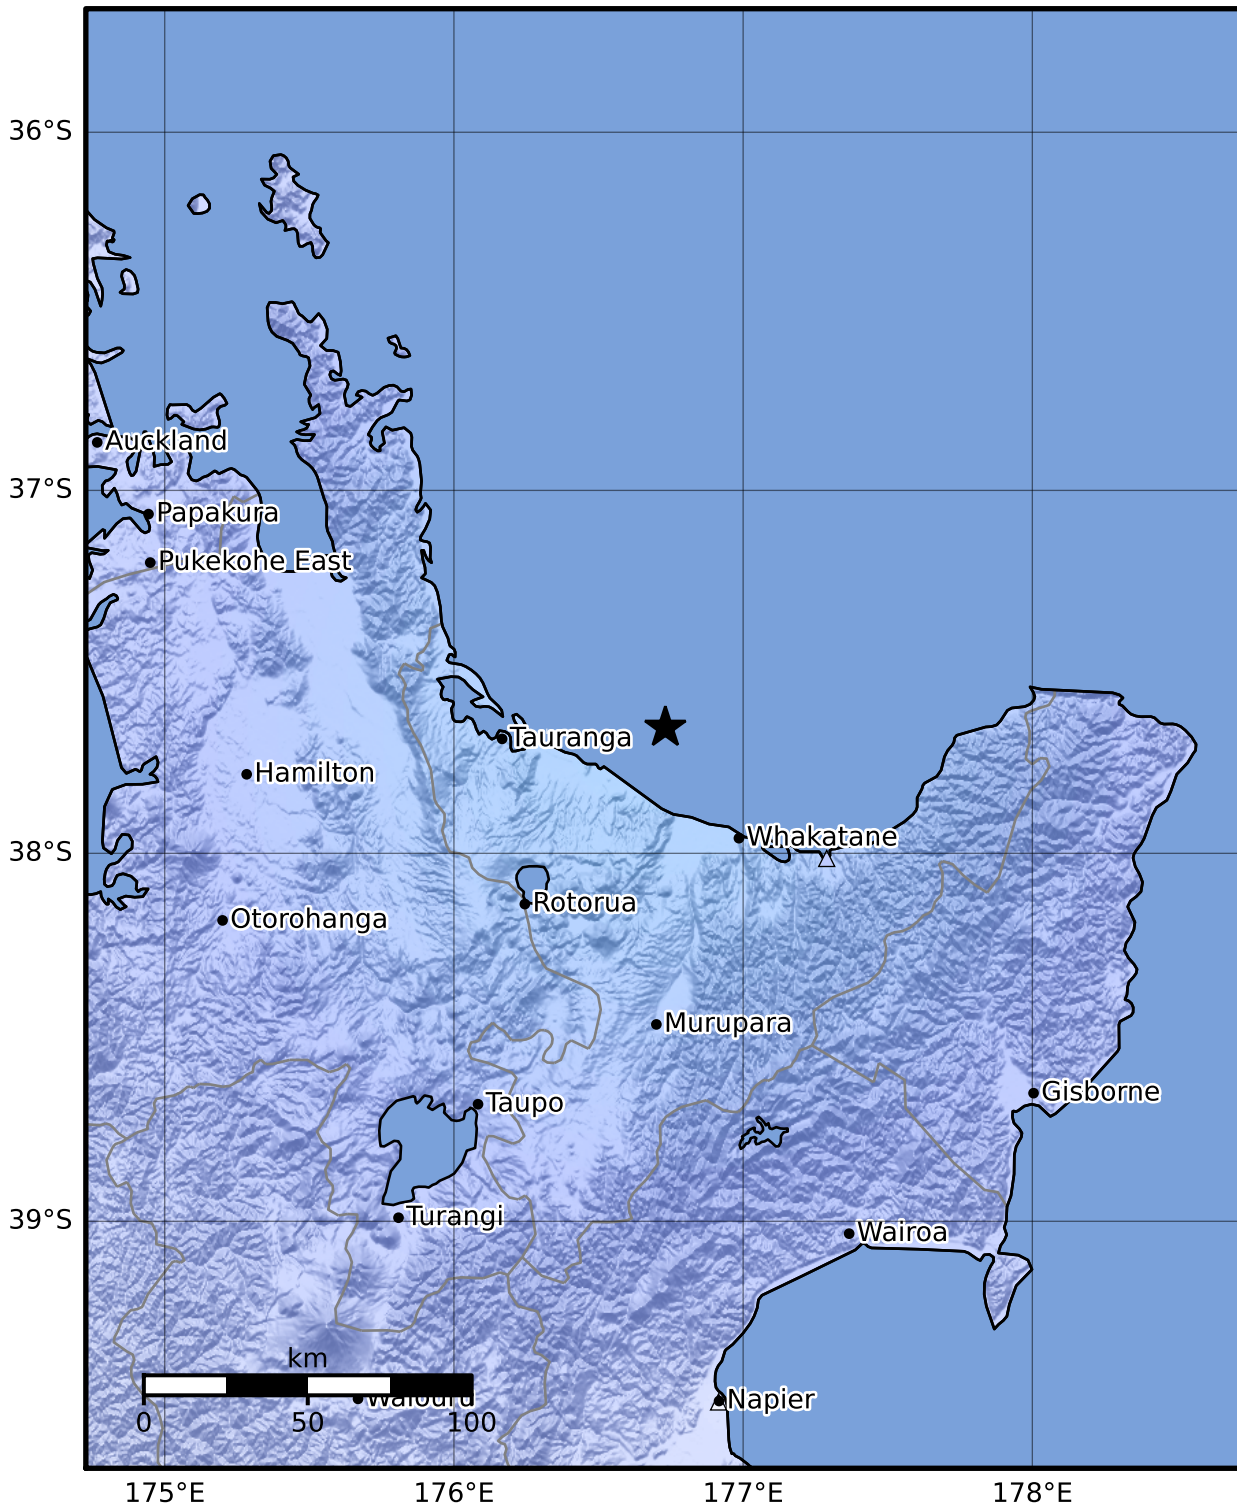 36°S
Auckland
37°S
Papakura
Pukekohe East
Tauranga
Hamilton
Whakatane
38°S
Rotorua
Otorohanga
Murupara
Gisborne
Taupo
Turangi
39°S
Wairoa
km
Waiouru
Napier
0 50 100
175°E 176°E 177°E 178°E